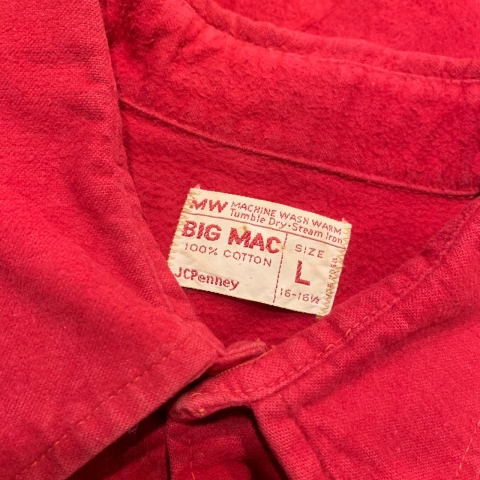 MW MACHINE WASH WARM
Tumble Dry · Steam Iron
BIG MAC
100% COTTON
JCPenney
SIZE
L
16-16½